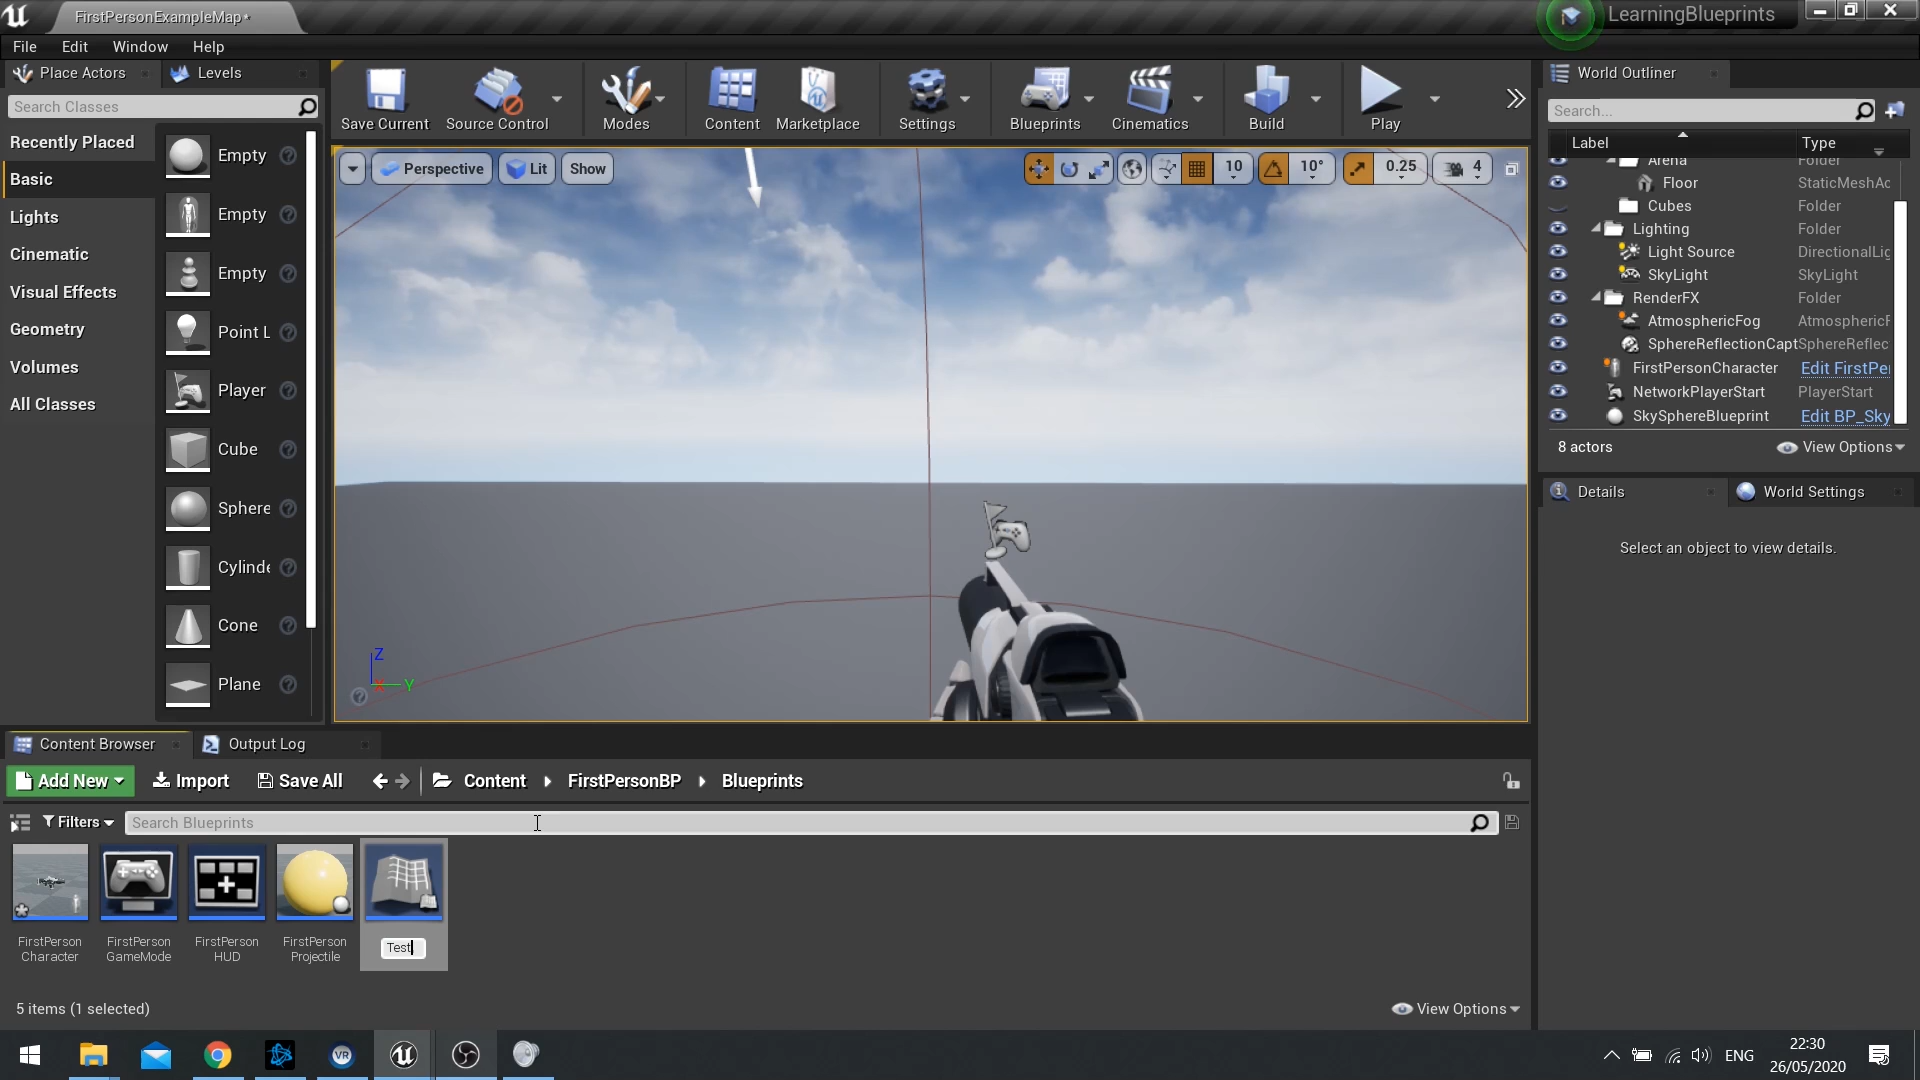 FirstPersonExampleMap*
LearningBlueprints
File Edit Window Help
Place Actors
Levels
Search Classes
Recently Placed
Basic
Lights
Cinematic
Visual Effects
Geometry
Volumes
All Classes
Empty
Empty
Empty
Point L
Player
Cube
Sphere
Cylinde
Cone
Plane
Save Current
Source Control
Modes
Content
Marketplace
Settings
Blueprints
Cinematics
Build
Play
Perspective
Lit
Show
10
10°
0.25
4
Z
X
Y
World Outliner
Search...
Label Type
Arena Folder
Floor StaticMeshAc
Cubes Folder
Lighting Folder
Light Source DirectionalLig
SkyLight SkyLight
RenderFX Folder
AtmosphericFog AtmosphericF
SphereReflectionCapt SphereReflec
FirstPersonCharacter Edit FirstPe
NetworkPlayerStart PlayerStart
SkySphereBlueprint Edit BP_Sky
8 actors
View Options
Details
World Settings
Select an object to view details.
Content Browser
Output Log
Add New
Import
Save All
Content
FirstPersonBP
Blueprints
Filters
Search Blueprints
FirstPerson
Character
FirstPerson
GameMode
FirstPerson
HUD
FirstPerson
Projectile
Test
5 items (1 selected)
View Options
VR
ENG
22:30
26/05/2020